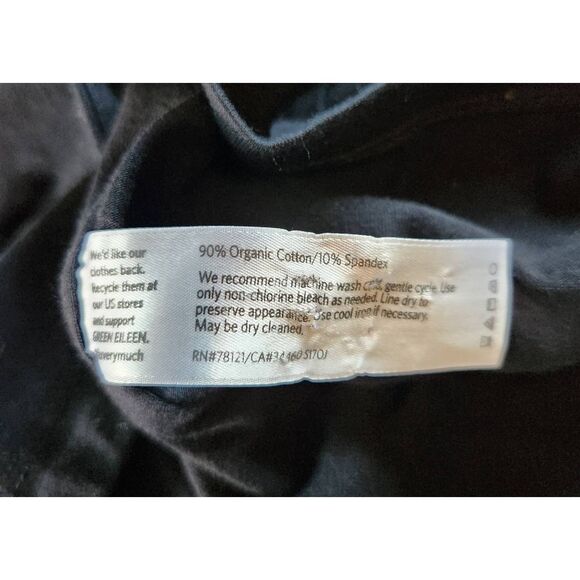 We'd like our
clothes back.
Recycle them at
our US stores
and support
GREEN EILEEN.
#laverymuch
90% Organic Cotton/10% Spandex
We recommend machine wash cold, gentle cycle. Use
only non-chlorine bleach as needed. Line dry to
preserve appearance. Use cool iron if necessary.
May be dry cleaned.
RN#78121/CA#34460 S170J